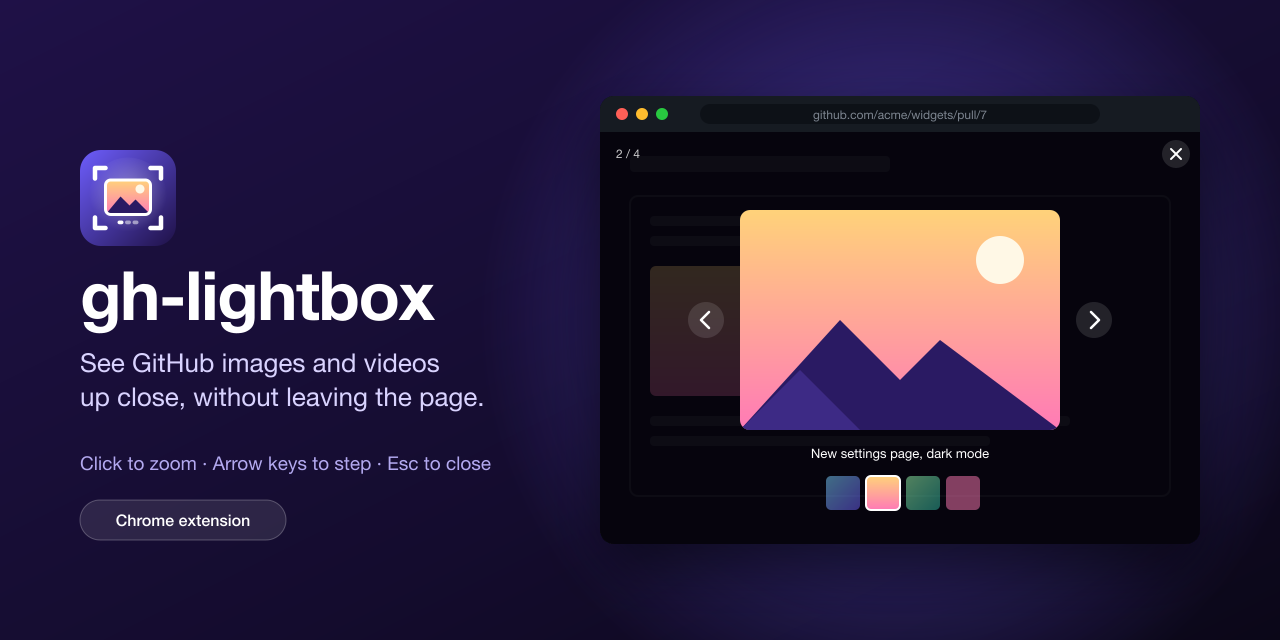 gh-lightbox
See GitHub images and videos
up close, without leaving the page.
Click to zoom · Arrow keys to step · Esc to close
Chrome extension
github.com/acme/widgets/pull/7
2 / 4
New settings page, dark mode